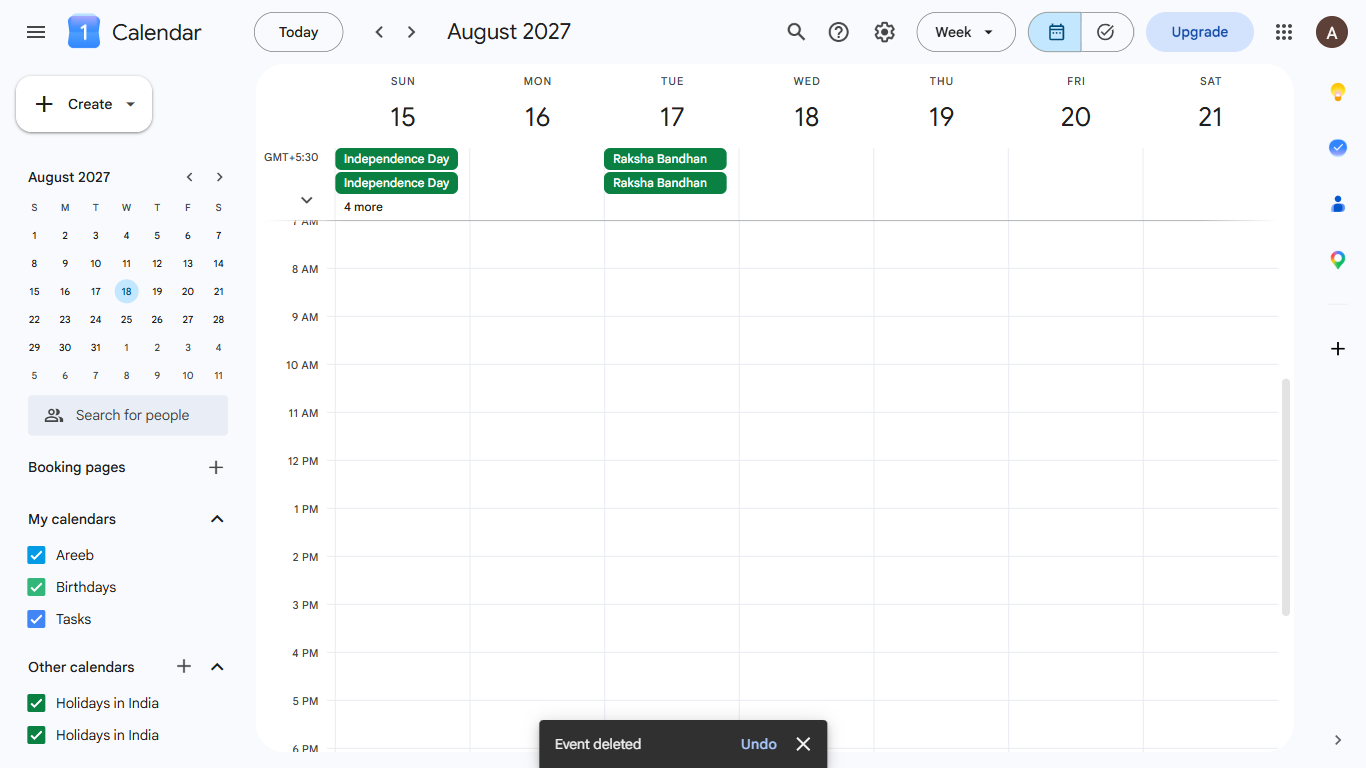 1 Calendar Today August 2027 Week Upgrade A
Create
SUN MON TUE WED THU FRI SAT
15 16 17 18 19 20 21
GMT+5:30 Independence Day Raksha Bandhan
Independence Day Raksha Bandhan
4 more
August 2027
S M T W T F S
1 2 3 4 5 6 7
8 9 10 11 12 13 14
15 16 17 18 19 20 21
22 23 24 25 26 27 28
29 30 31 1 2 3 4
5 6 7 8 9 10 11
Search for people
Booking pages
My calendars
Areeb
Birthdays
Tasks
Other calendars
Holidays in India
Holidays in India
7 AM
8 AM
9 AM
10 AM
11 AM
12 PM
1 PM
2 PM
3 PM
4 PM
5 PM
6 PM
Event deleted Undo